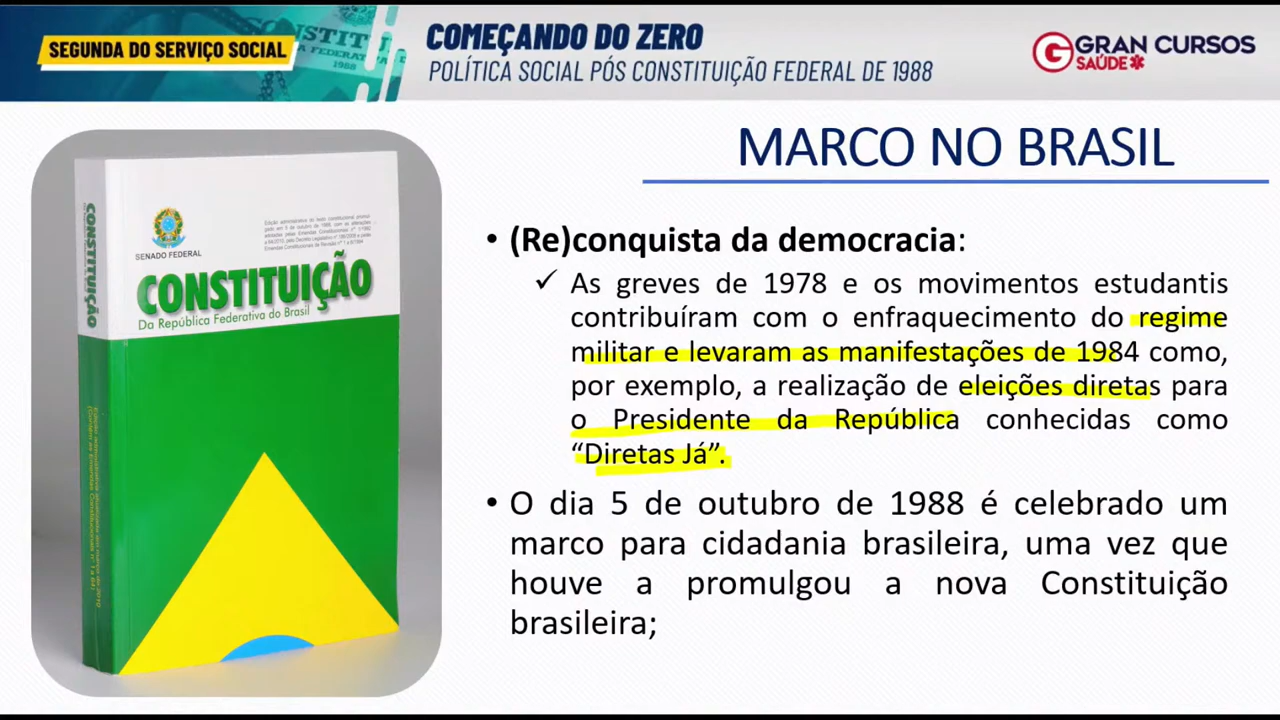 SEGUNDA DO SERVIÇO SOCIAL
COMEÇANDO DO ZERO
POLÍTICA SOCIAL PÓS CONSTITUIÇÃO FEDERAL DE 1988
GRAN CURSOS
SAÚDE
MARCO NO BRASIL
SENADO FEDERAL
CONSTITUIÇÃO
Da República Federativa do Brasil
CONSTITUIÇÃO
• (Re)conquista da democracia:
✓ As greves de 1978 e os movimentos estudantis
contribuíram com o enfraquecimento do regime
militar e levaram as manifestações de 1984 como,
por exemplo, a realização de eleições diretas para
o Presidente da República conhecidas como
“Diretas Já”.
• O dia 5 de outubro de 1988 é celebrado um
marco para cidadania brasileira, uma vez que
houve a promulgou a nova Constituição
brasileira;